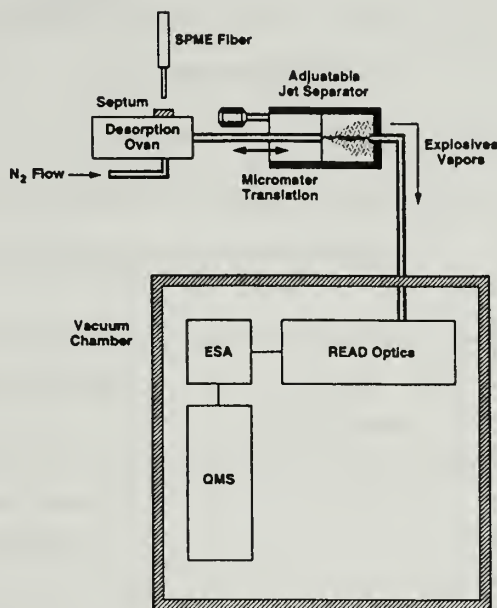 SPME Fiber
Adjustable
Jet Separator
Septum
Desorption
Oven
Explosives
Vapors
N₂ Flow
Micrometer
Translation
Vacuum
Chamber
ESA
READ Optics
QMS